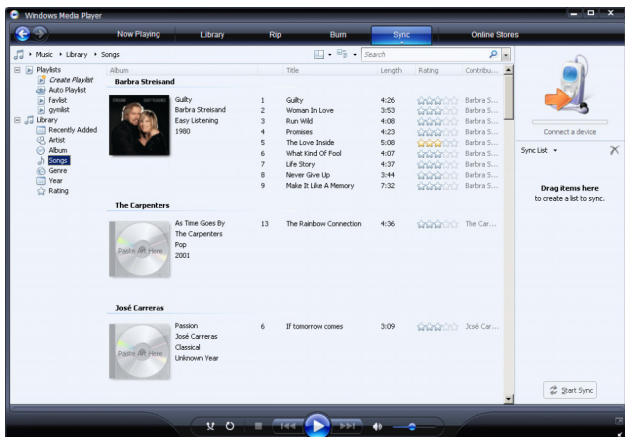 Windows Media Player
Now Playing Library Rip Burn Sync Online Stores
Music Library Songs
Search
Playlists
Create Playlist
Auto Playlist
favlist
gymlist
Library
Recently Added
Artist
Album
Songs
Genre
Year
Rating
Album Title Length Rating Contribu...
Barbra Streisand
Guilty 1 Guilty 4:26 Barbra S...
Barbra Streisand 2 Woman In Love 3:53 Barbra S...
Easy Listening 3 Run Wild 4:08 Barbra S...
1980 4 Promises 4:23 Barbra S...
5 The Love Inside 5:08 Barbra S...
6 What Kind Of Fool 4:07 Barbra S...
7 Life Story 4:37 Barbra S...
8 Never Give Up 3:44 Barbra S...
9 Make It Like A Memory 7:32 Barbra S...
The Carpenters
As Time Goes By 13 The Rainbow Connection 4:36 The Car...
The Carpenters
Pop
2001
Paste Art Here
José Carreras
Passion 6 If tomorrow comes 3:09 José Car...
José Carreras
Classical
Unknown Year
Paste Art Here
Connect a device
Sync List
Drag items here
to create a list to sync.
Start Sync